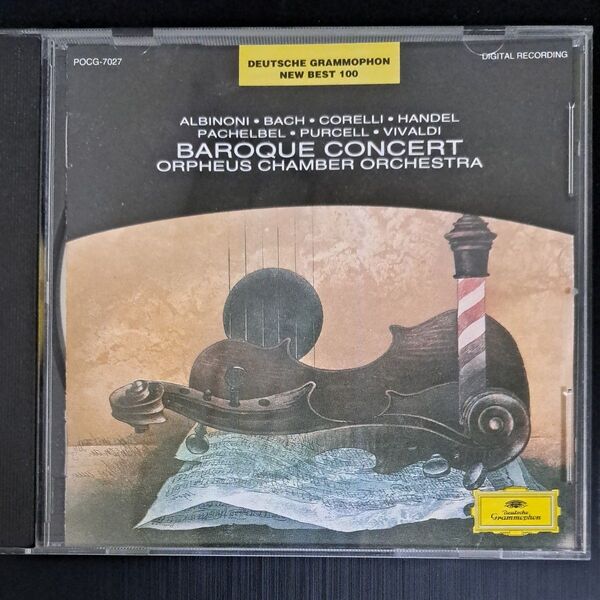 POCG-7027
DEUTSCHE GRAMMOPHON
NEW BEST 100
DIGITAL RECORDING
ALBINONI • BACH • CORELLI • HANDEL
PACHELBEL • PURCELL • VIVALDI
BAROQUE CONCERT
ORPHEUS CHAMBER ORCHESTRA
Deutsche
Grammophon